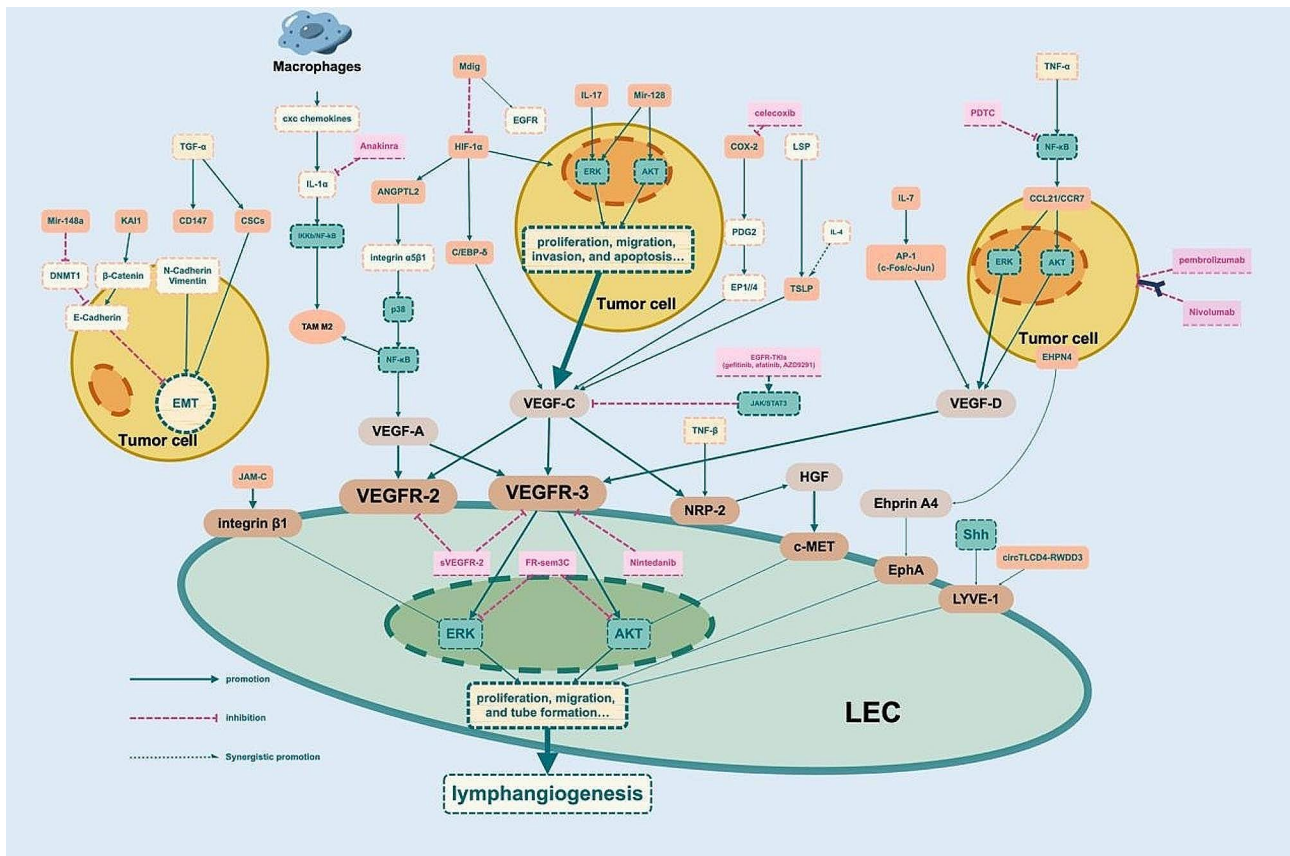 Macrophages
Mdig
TNF-α
IL-17
Mir-128
cxc chemokines
EGFR
celecoxib
PDTC
TGF-α
Anakinra
HIF-1α
COX-2
LSP
NF-κB
IL-1α
ERK
AKT
ANGPTL2
IL-7
CCL21/CCR7
Mir-148a
KAI1
CD147
CSCs
IKKb/NF-kB
C/EBP-δ
proliferation, migration,
invasion, and apoptosis...
PDG2
IL-4
integrin α5β1
AP-1
(c-Fos/c-Jun)
ERK
AKT
pembrolizumab
DNMT1
β-Catenin
N-Cadherin
Vimentin
EP1//4
TSLP
Tumor cell
p38
E-Cadherin
TAM M2
Nivolumab
Tumor cell
EHPN4
NF-κB
EGFR-TKIs
(gefitinib, afatinib, AZD9291)
EMT
VEGF-C
JAK/STAT3
VEGF-D
Tumor cell
VEGF-A
TNF-β
JAM-C
VEGFR-2
VEGFR-3
HGF
NRP-2
Ehprin A4
integrin β1
c-MET
Shh
circTLCD4-RWDD3
sVEGFR-2
FR-sem3C
Nintedanib
EphA
LYVE-1
ERK
AKT
promotion
proliferation, migration,
and tube formation...
inhibition
LEC
Synergistic promotion
lymphangiogenesis